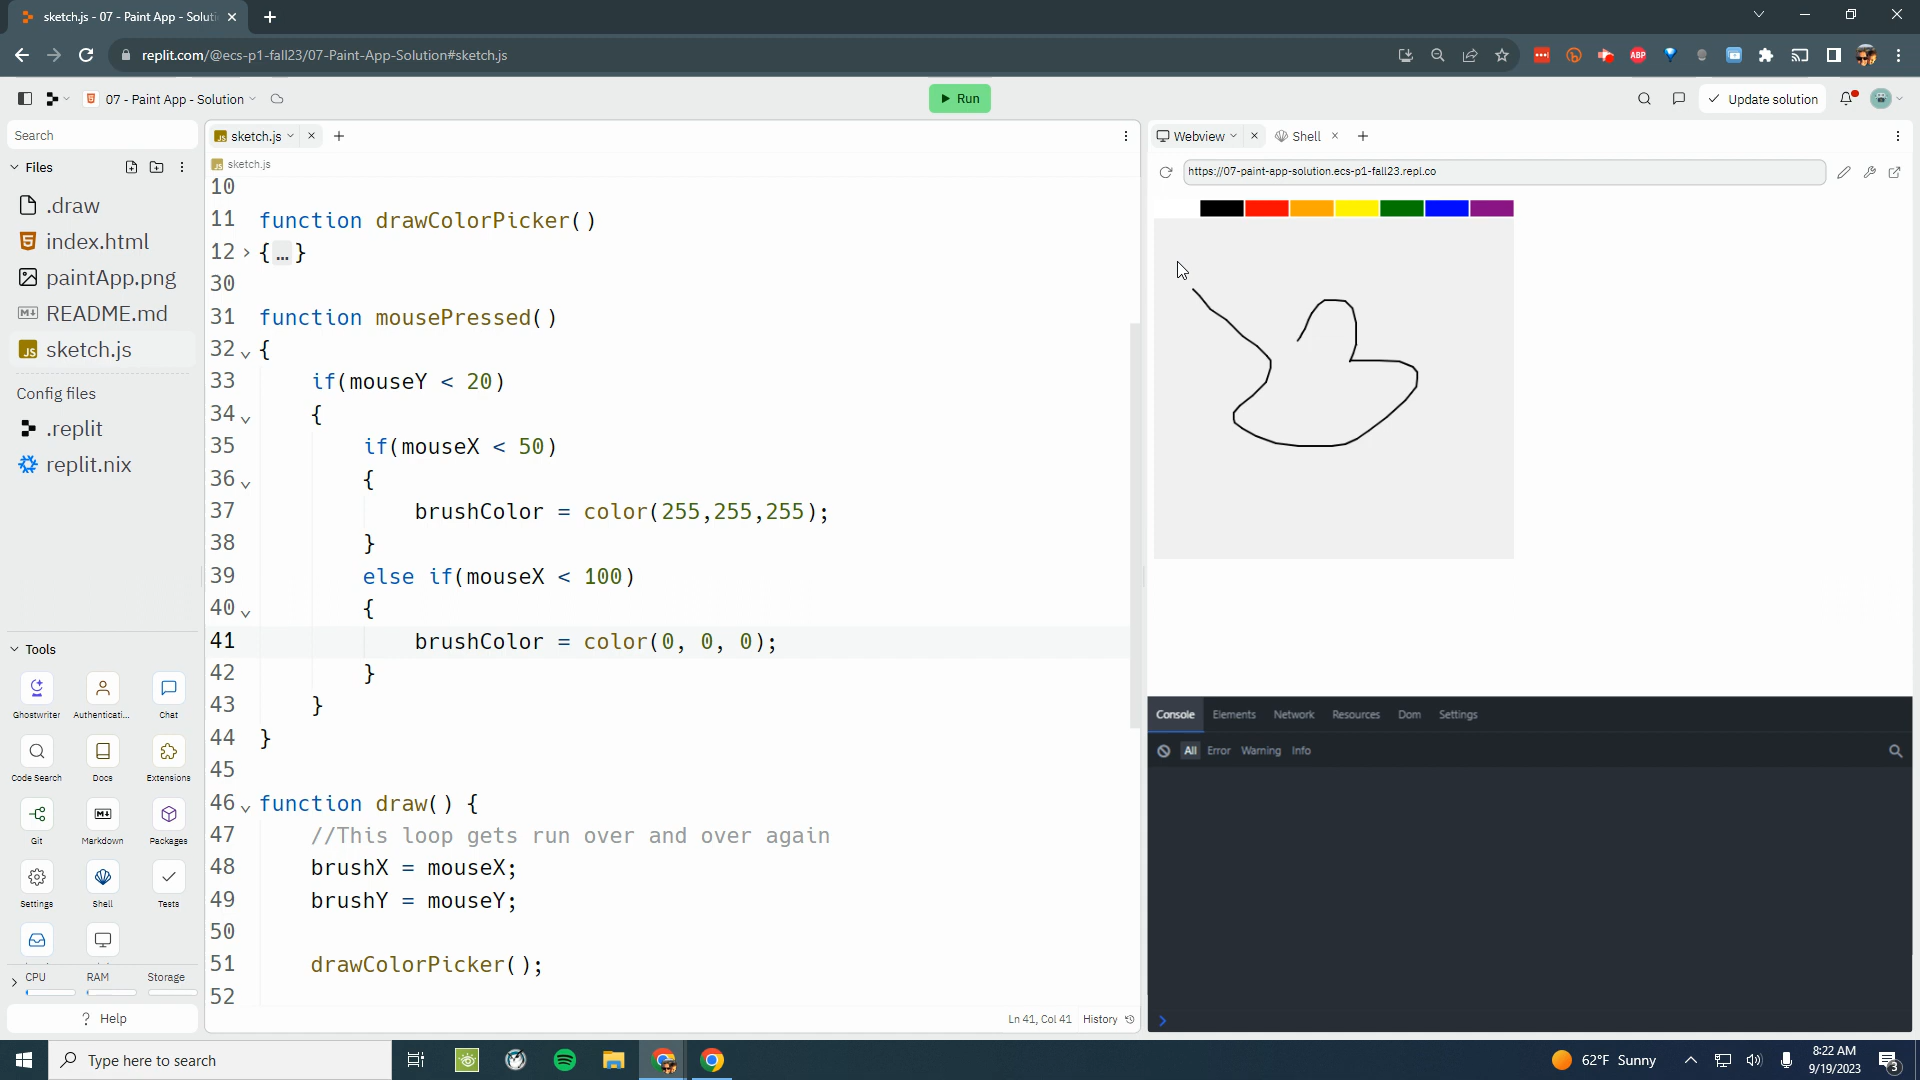 sketch.js - 07 - Paint App - Soluti
replit.com/@ecs-p1-fall23/07-Paint-App-Solution#sketch.js
ABP
07 - Paint App - Solution
Run
Update solution
Search
Files
.draw
index.html
paintApp.png
README.md
sketch.js
Config files
.replit
replit.nix
Tools
Ghostwriter
Authenticati...
Chat
Code Search
Docs
Extensions
Git
Markdown
Packages
Settings
Shell
Tests
CPU
RAM
Storage
? Help
sketch.js
sketch.js
10
11 function drawColorPicker()
12 {…}
30
31 function mousePressed()
32 {
33 if(mouseY < 20)
34 {
35 if(mouseX < 50)
36 {
37 brushColor = color(255,255,255);
38 }
39 else if(mouseX < 100)
40 {
41 brushColor = color(0, 0, 0);
42 }
43 }
44 }
45
46 function draw() {
47 //This loop gets run over and over again
48 brushX = mouseX;
49 brushY = mouseY;
50
51 drawColorPicker();
52
Ln 41, Col 41 History
Webview
Shell
https://07-paint-app-solution.ecs-p1-fall23.repl.co
Console Elements Network Resources Dom Settings
All Error Warning Info
Type here to search
62°F Sunny
8:22 AM
9/19/2023
3